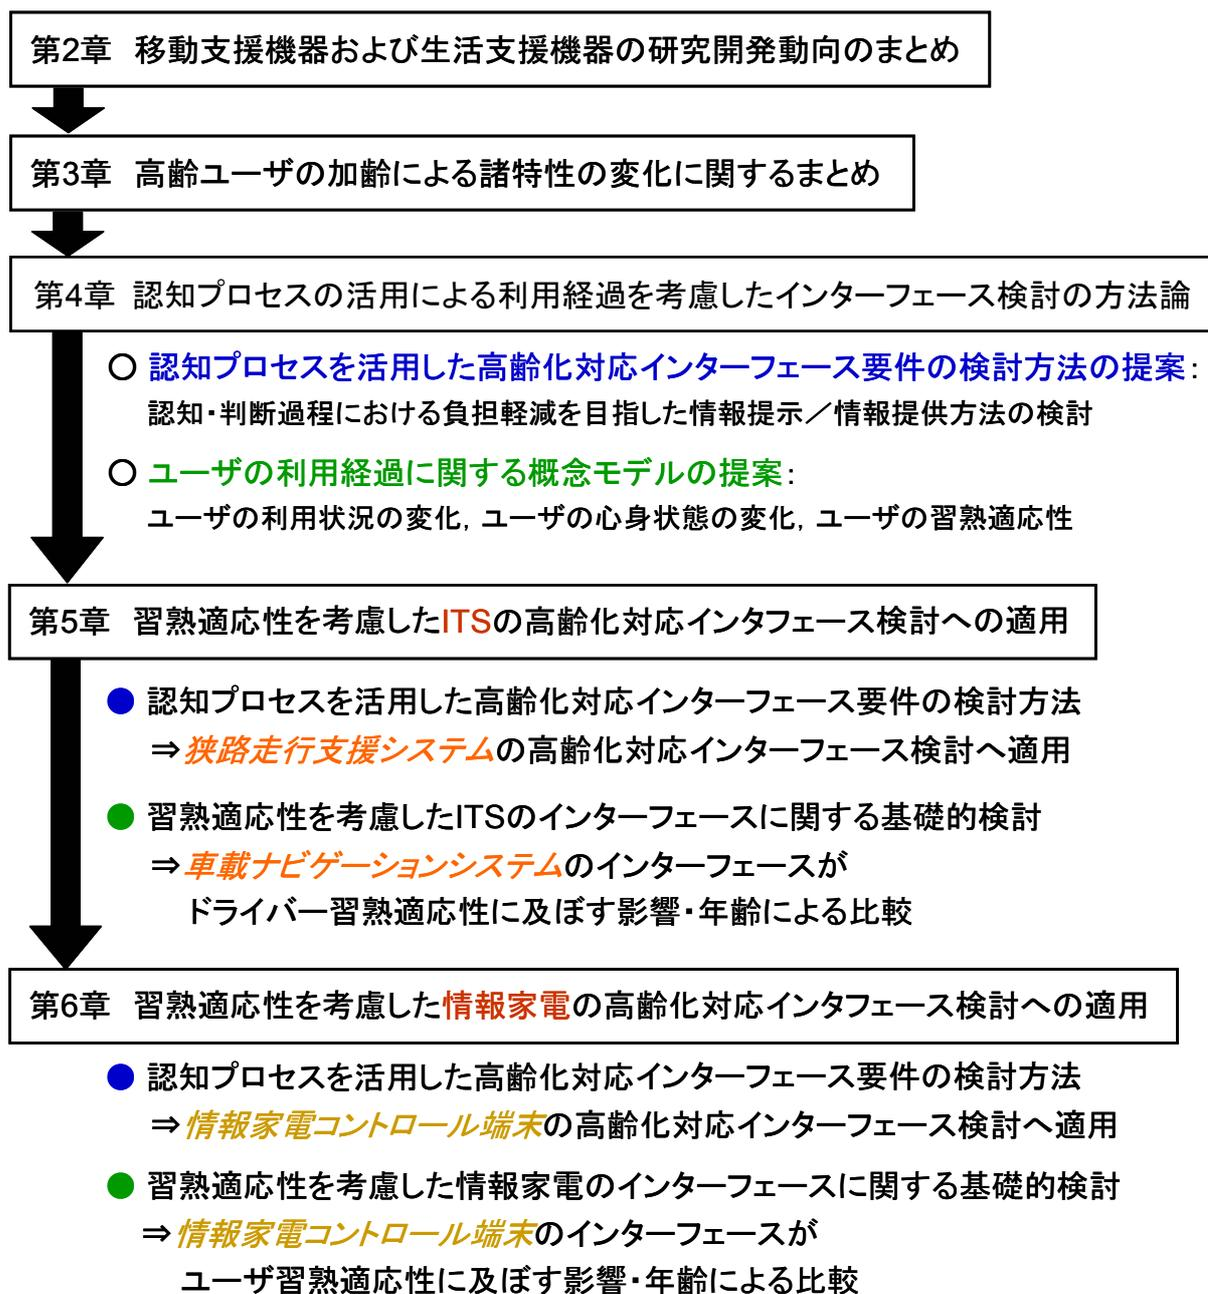 第2章 移動支援機器および生活支援機器の研究開発動向のまとめ
第3章 高齢ユーザの加齢による諸特性の変化に関するまとめ
第4章 認知プロセスの活用による利用経過を考慮したインターフェース検討の方法論
○ 認知プロセスを活用した高齢化対応インターフェース要件の検討方法の提案：
認知・判断過程における負担軽減を目指した情報提示／情報提供方法の検討
○ ユーザの利用経過に関する概念モデルの提案：
ユーザの利用状況の変化，ユーザの心身状態の変化，ユーザの習熟適応性
第5章 習熟適応性を考慮したITSの高齢化対応インタフェース検討への適用
● 認知プロセスを活用した高齢化対応インターフェース要件の検討方法
⇒狭路走行支援システムの高齢化対応インターフェース検討へ適用
● 習熟適応性を考慮したITSのインターフェースに関する基礎的検討
⇒車載ナビゲーションシステムのインターフェースが
ドライバー習熟適応性に及ぼす影響・年齢による比較
第6章 習熟適応性を考慮した情報家電の高齢化対応インタフェース検討への適用
● 認知プロセスを活用した高齢化対応インターフェース要件の検討方法
⇒情報家電コントロール端末の高齢化対応インターフェース検討へ適用
● 習熟適応性を考慮した情報家電のインターフェースに関する基礎的検討
⇒情報家電コントロール端末のインターフェースが
ユーザ習熟適応性に及ぼす影響・年齢による比較